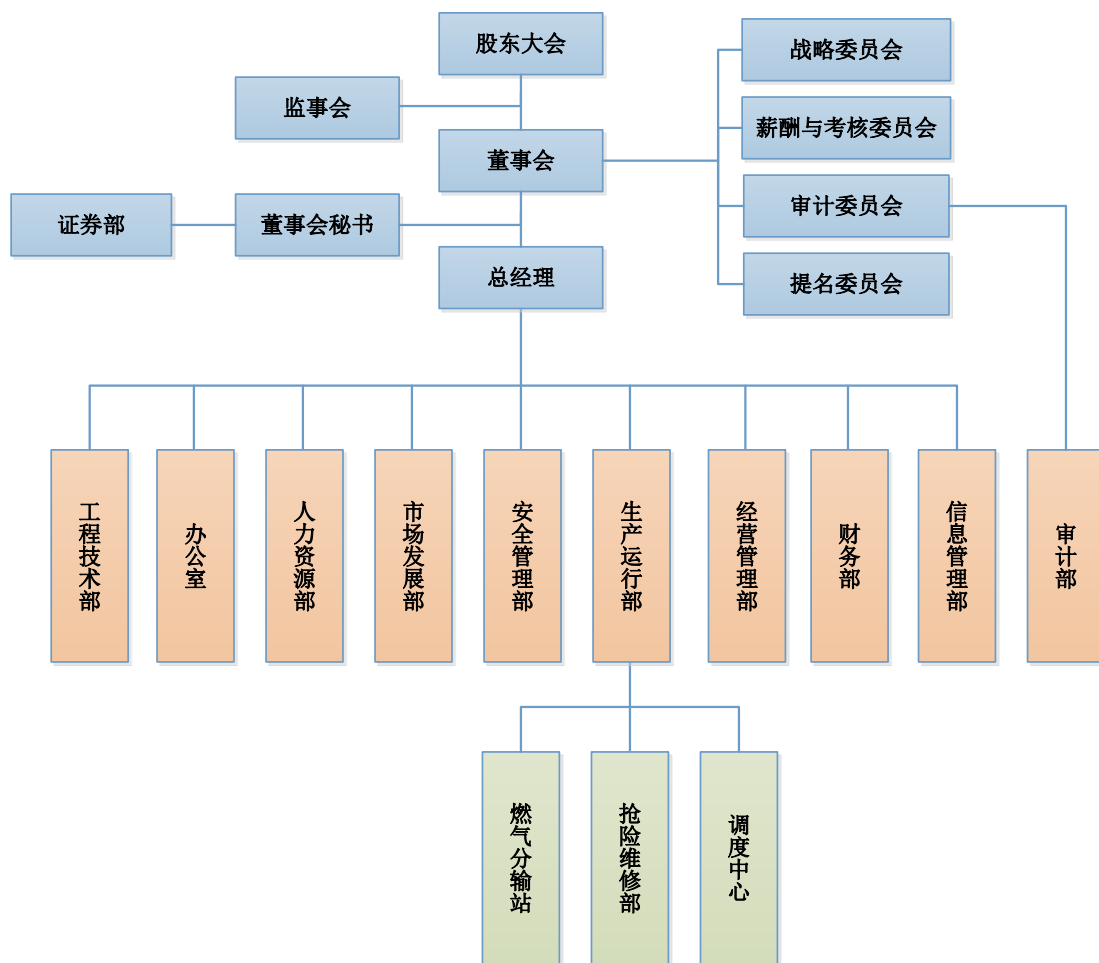 股东大会
战略委员会
监事会
薪酬与考核委员会
董事会
证券部
董事会秘书
审计委员会
总经理
提名委员会
工程技术部
办公室
人力资源部
市场发展部
安全管理部
生产运行部
经营管理部
财务部
信息管理部
审计部
燃气分输站
抢险维修部
调度中心